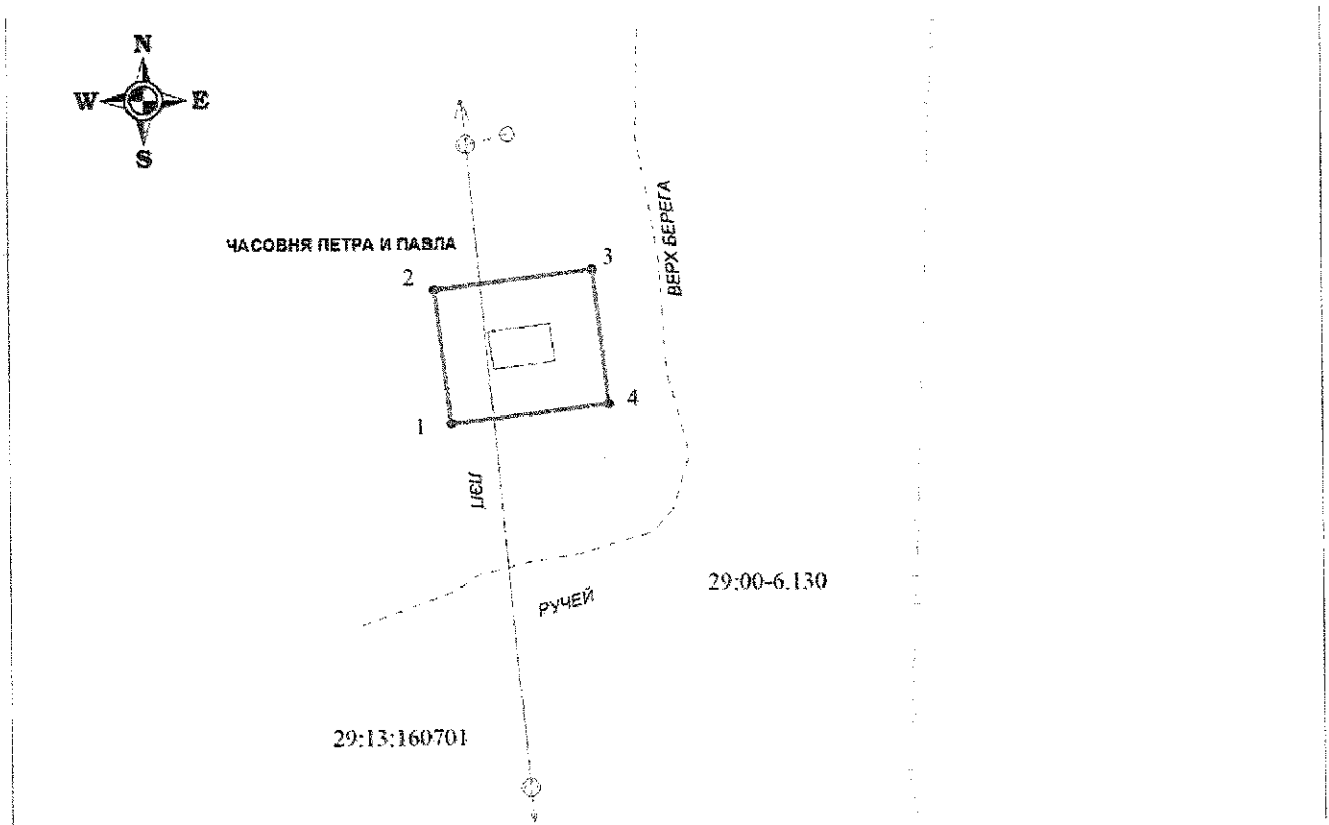 N
W E
S
ВЕРХ БЕРЕГА
ЧАСОВНЯ ПЕТРА И ПАВЛА
2
3
4
1
ЛЭП
29:00-6.130
РУЧЕЙ
29:13:160701